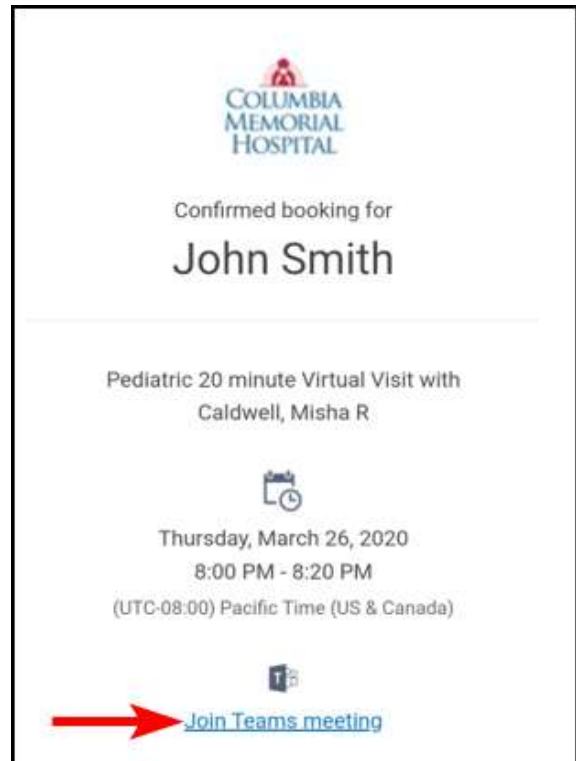 COLUMBIA
MEMORIAL
HOSPITAL
Confirmed booking for
John Smith
Pediatric 20 minute Virtual Visit with
Caldwell, Misha R
Thursday, March 26, 2020
8:00 PM - 8:20 PM
(UTC-08:00) Pacific Time (US & Canada)
T
Join Teams meeting